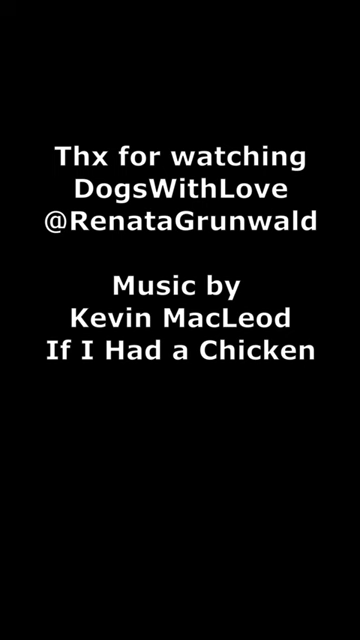 Thx for watching
DogsWithLove
@RenataGrunwald
Music by
Kevin MacLeod
If I Had a Chicken